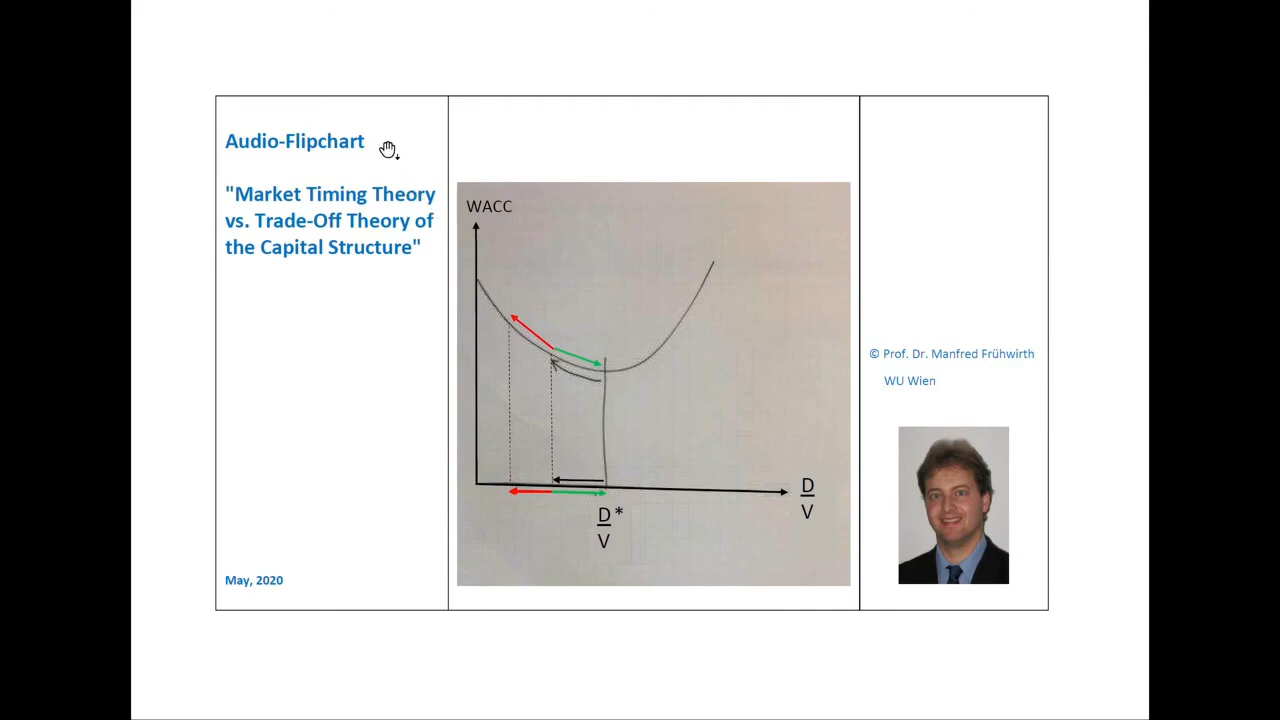 Audio-Flipchart
"Market Timing Theory
vs. Trade-Off Theory of
the Capital Structure"
May, 2020
WACC
D
V
D *
V
© Prof. Dr. Manfred Frühwirth
WU Wien